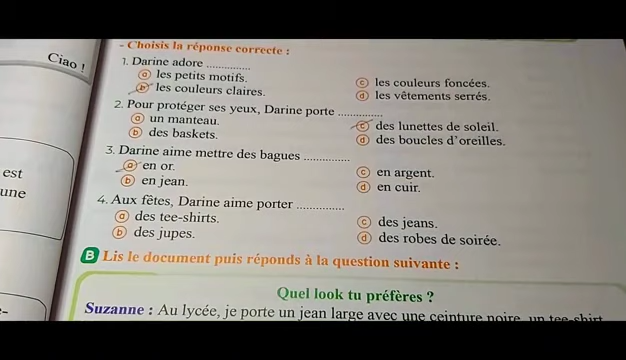 Ciao !
est
une
- Choisis la réponse correcte :
1. Darine adore ..............
a les petits motifs.
c les couleurs foncées.
b les couleurs claires.
d les vêtements serrés.
2. Pour protéger ses yeux, Darine porte ..............
a un manteau.
c des lunettes de soleil.
b des baskets.
d des boucles d'oreilles.
3. Darine aime mettre des bagues ..............
a en or.
c en argent.
b en jean.
d en cuir.
4. Aux fêtes, Darine aime porter ..............
a des tee-shirts.
c des jeans.
b des jupes.
d des robes de soirée.
B Lis le document puis réponds à la question suivante :
Quel look tu préfères ?
Suzanne : Au lycée, je porte un jean large avec une ceinture noire, un tee-shirt